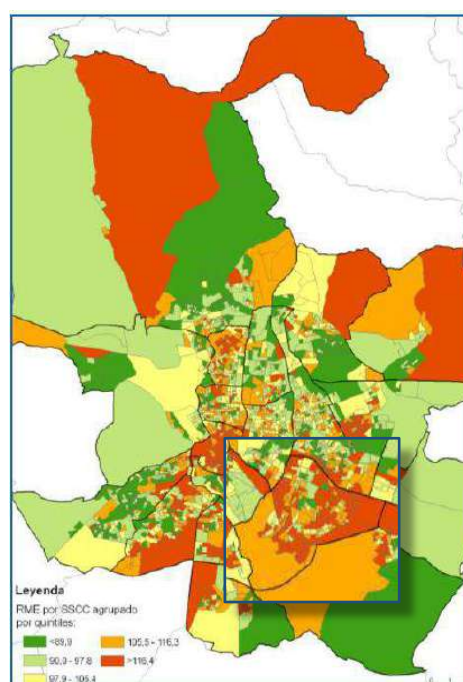 Leyenda
RME por SSCC agrupado
por quintiles:
<89,9
90,0 - 97,8
97,9 - 105,4
105,5 - 116,3
>116,4